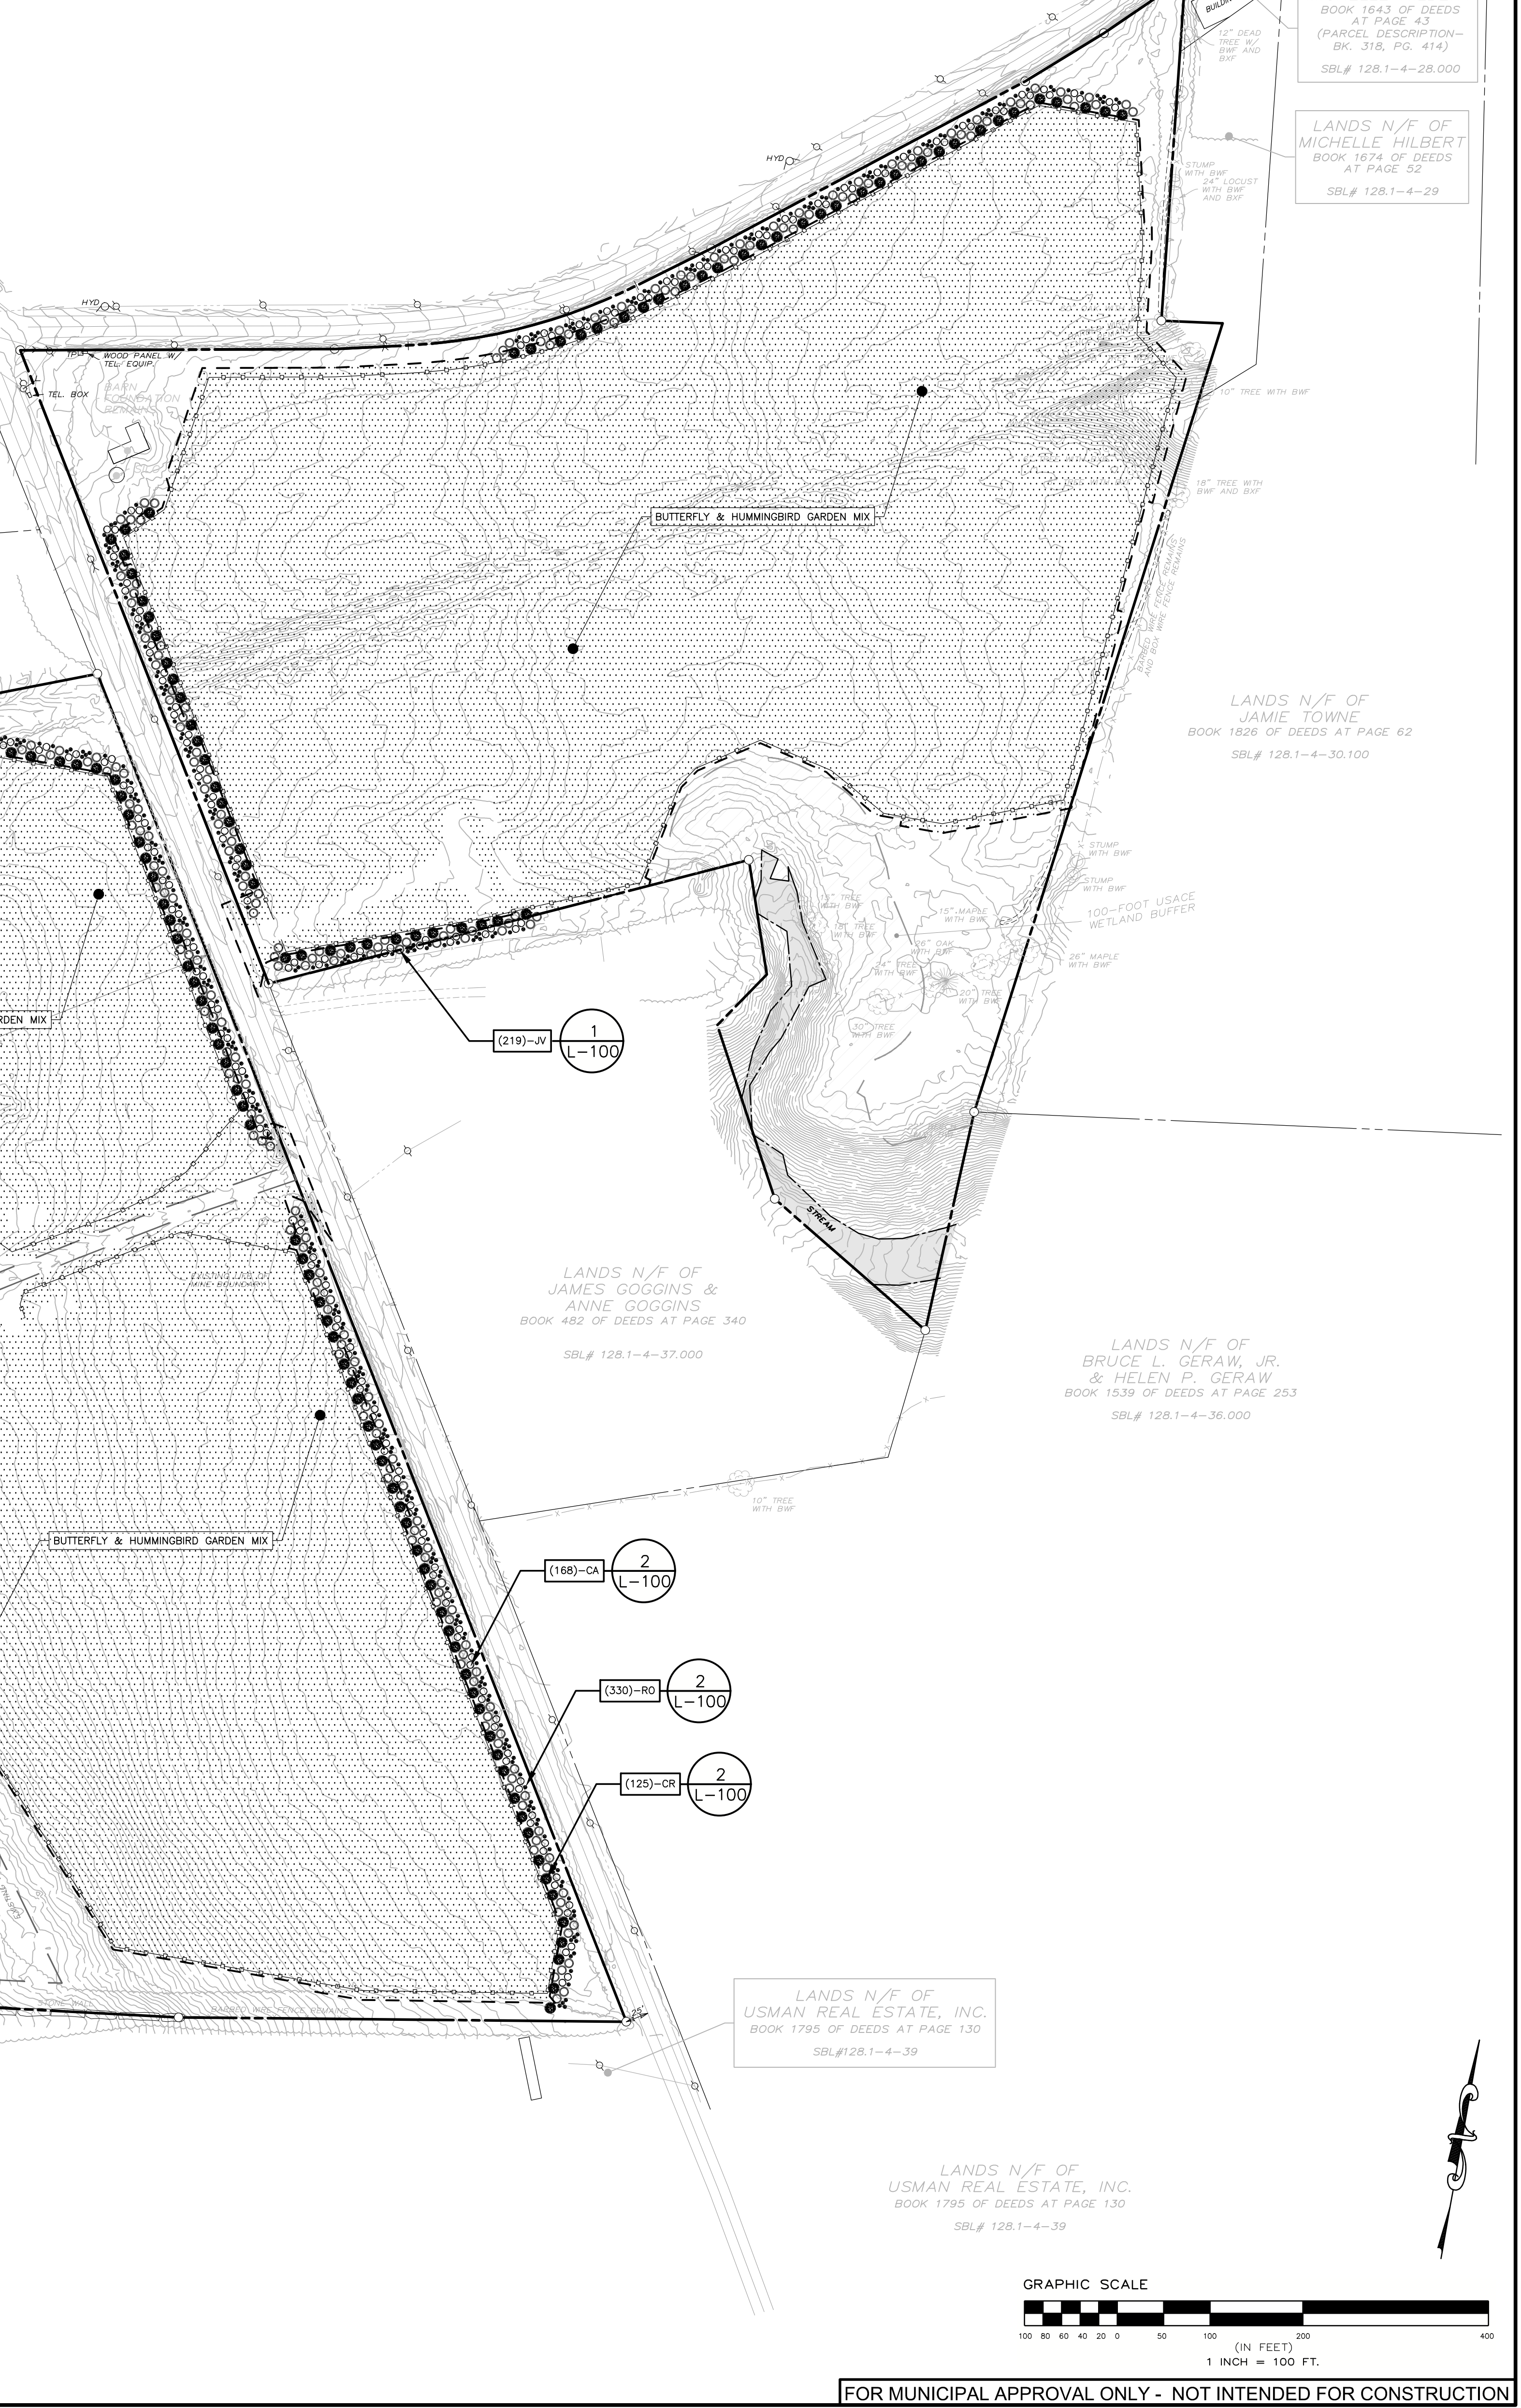 BOOK 1643 OF DEEDS
AT PAGE 43
(PARCEL DESCRIPTION-
BK. 318, PG. 414)
SBL# 128.1-4-28.000
12" DEAD
TREE W/
BWF AND
BXF
LANDS N/F OF
MICHELLE HILBERT
BOOK 1674 OF DEEDS
AT PAGE 52
SBL# 128.1-4-29
HYD
STUMP
WITH BWF
24" LOCUST
WITH BWF
AND BXF
HYD
WOOD PANEL W/
TEL. EQUIP.
TEL. BOX
BARN
FOUNDATION
REMAINS
10" TREE WITH BWF
18" TREE WITH
BWF AND BXF
BUTTERFLY & HUMMINGBIRD GARDEN MIX
BARBED WIRE FENCE REMAINS
AND BOX WIRE FENCE REMAINS
LANDS N/F OF
JAMIE TOWNE
BOOK 1826 OF DEEDS AT PAGE 62
SBL# 128.1-4-30.100
STUMP
WITH BWF
STUMP
WITH BWF
100-FOOT USACE
WETLAND BUFFER
15" TREE
WITH BWF
15" MAPLE
WITH BWF
18" TREE
WITH BWF
26" OAK
WITH BWF
26" MAPLE
WITH BWF
24" TREE
WITH BWF
20" TREE
WITH BWF
30" TREE
WITH BWF
RDEN MIX
(219)-JV
1
L-100
STREAM
LANDS N/F OF
JAMES GOGGINS &
ANNE GOGGINS
BOOK 482 OF DEEDS AT PAGE 340
SBL# 128.1-4-37.000
LANDS N/F OF
BRUCE L. GERAW, JR.
& HELEN P. GERAW
BOOK 1539 OF DEEDS AT PAGE 253
SBL# 128.1-4-36.000
10" TREE
WITH BWF
BUTTERFLY & HUMMINGBIRD GARDEN MIX
(168)-CA
2
L-100
(330)-RO
2
L-100
(125)-CR
2
L-100
BARBED WIRE FENCE REMAINS
25'
LANDS N/F OF
USMAN REAL ESTATE, INC.
BOOK 1795 OF DEEDS AT PAGE 130
SBL#128.1-4-39
LANDS N/F OF
USMAN REAL ESTATE, INC.
BOOK 1795 OF DEEDS AT PAGE 130
SBL# 128.1-4-39
GRAPHIC SCALE
100 80 60 40 20 0 50 100 200 400
(IN FEET)
1 INCH = 100 FT.
FOR MUNICIPAL APPROVAL ONLY - NOT INTENDED FOR CONSTRUCTION